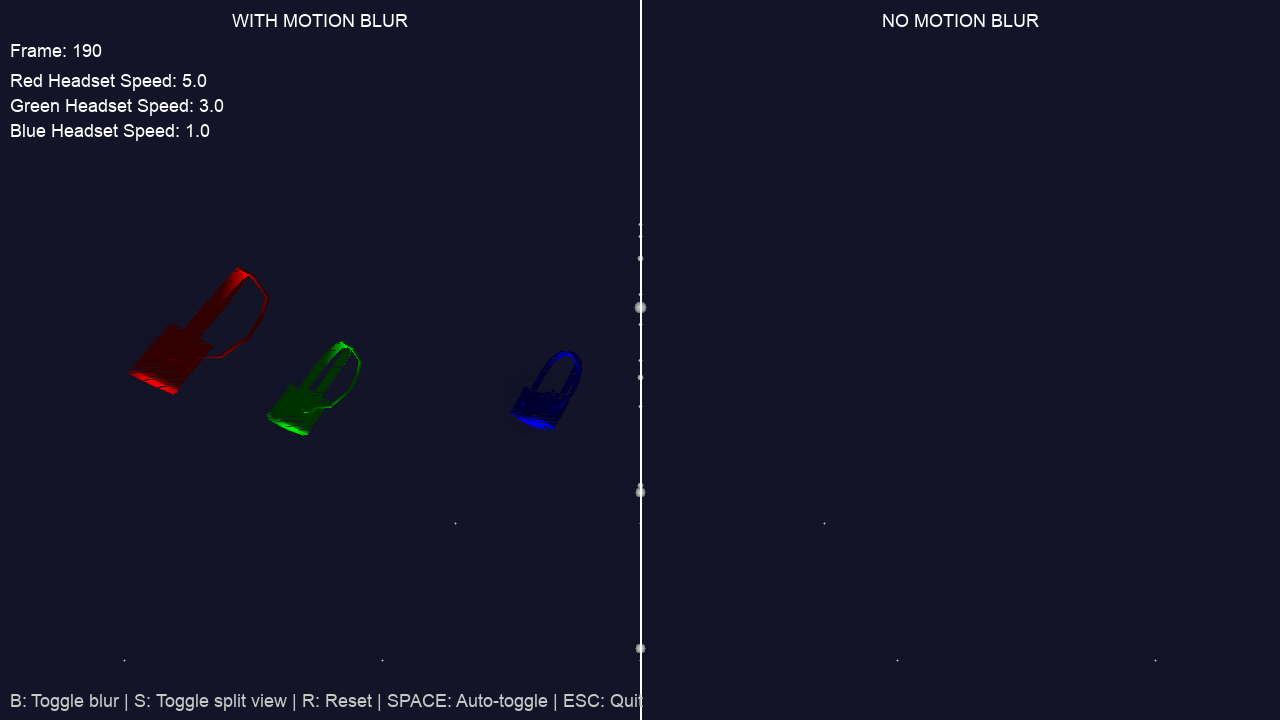 WITH MOTION BLUR
NO MOTION BLUR
Frame: 190
Red Headset Speed: 5.0
Green Headset Speed: 3.0
Blue Headset Speed: 1.0
B: Toggle blur | S: Toggle split view | R: Reset | SPACE: Auto-toggle | ESC: Quit